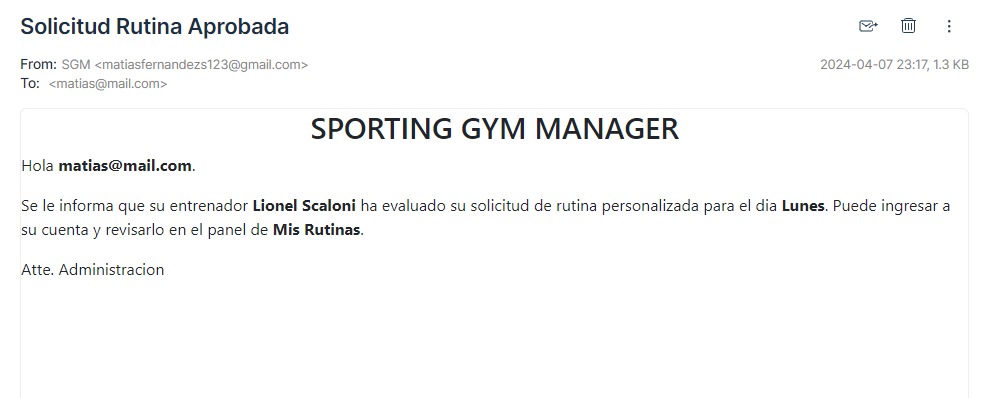 Solicitud Rutina Aprobada
From: SGM <matiasfernandezs123@gmail.com>
2024-04-07 23:17, 1.3 KB
To: <matias@mail.com>
SPORTING GYM MANAGER
Hola matias@mail.com.
Se le informa que su entrenador Lionel Scaloni ha evaluado su solicitud de rutina personalizada para el dia Lunes. Puede ingresar a
su cuenta y revisarlo en el panel de Mis Rutinas.
Atte. Administracion